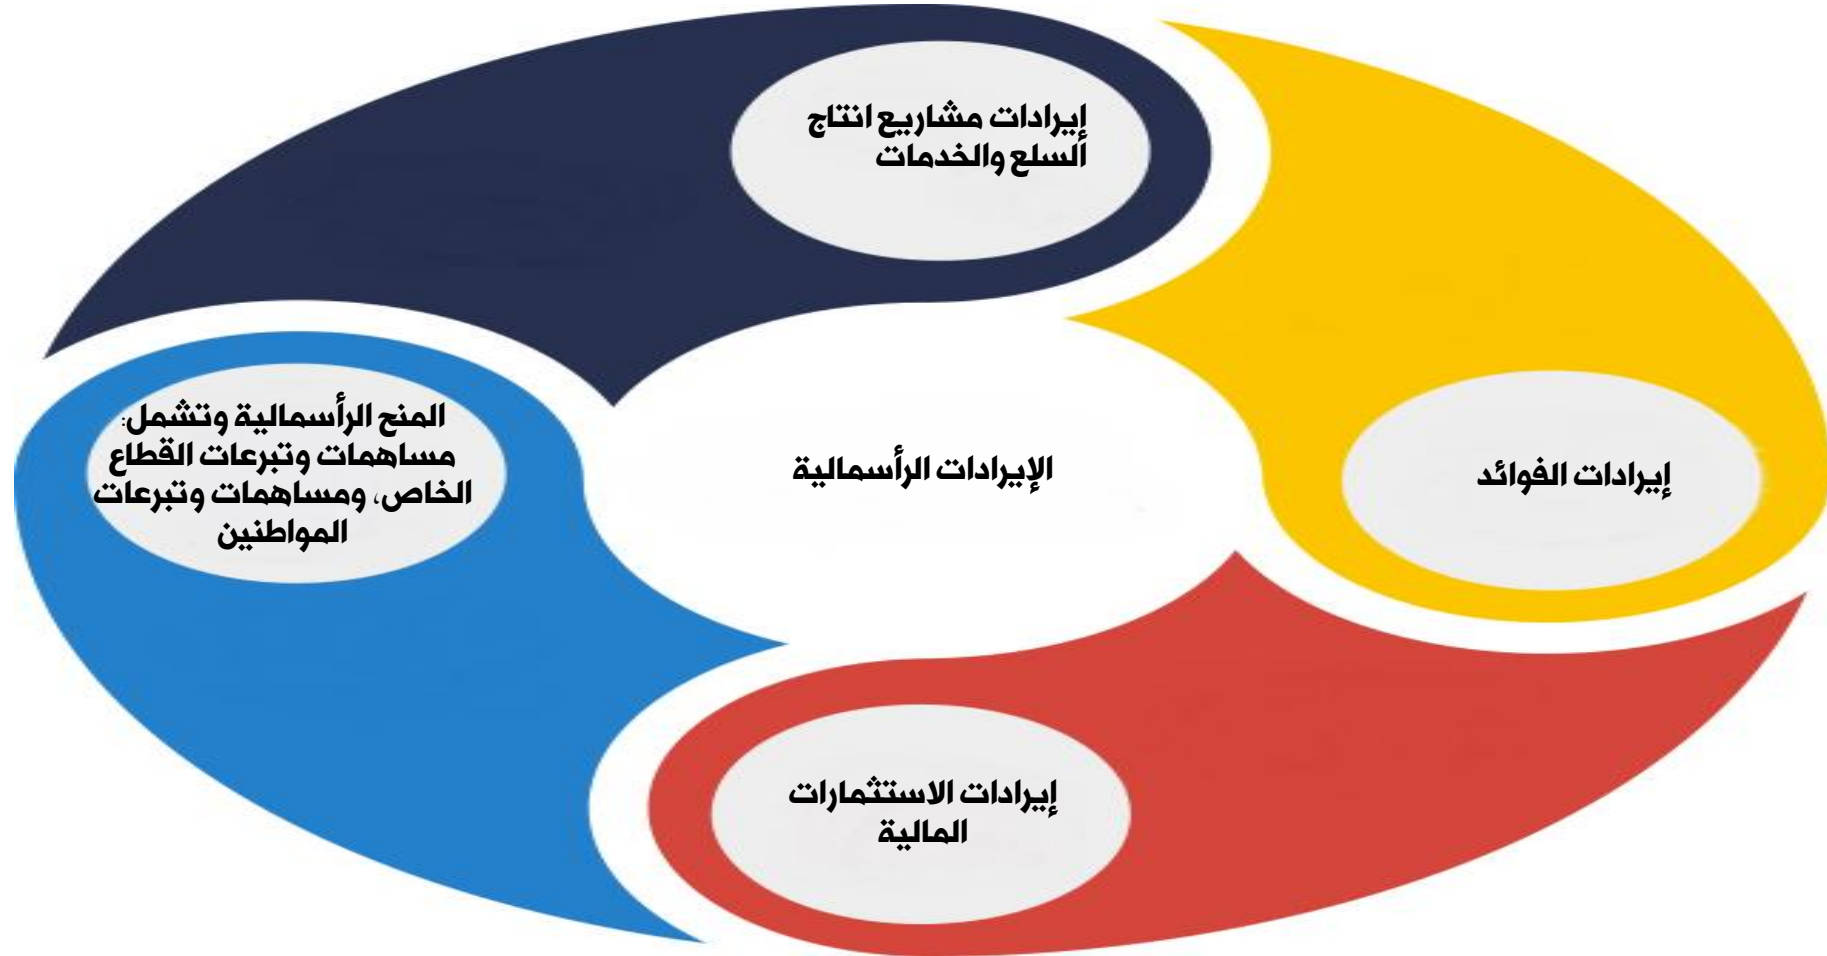 إيرادات مشاريع انتاج
السلع والخدمات
المنح الرأسمالية وتشمل:
مساهمات وتبرعات القطاع
الخاص، ومساهمات وتبرعات
المواطنين
الإيرادات الرأسمالية
إيرادات الفوائد
إيرادات الاستثمارات
المالية